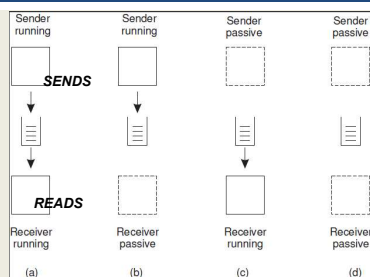 Sender running
Sender running
Sender passive
Sender passive
SENDS
READS
Receiver running
Receiver passive
Receiver running
Receiver passive
(a)
(b)
(c)
(d)